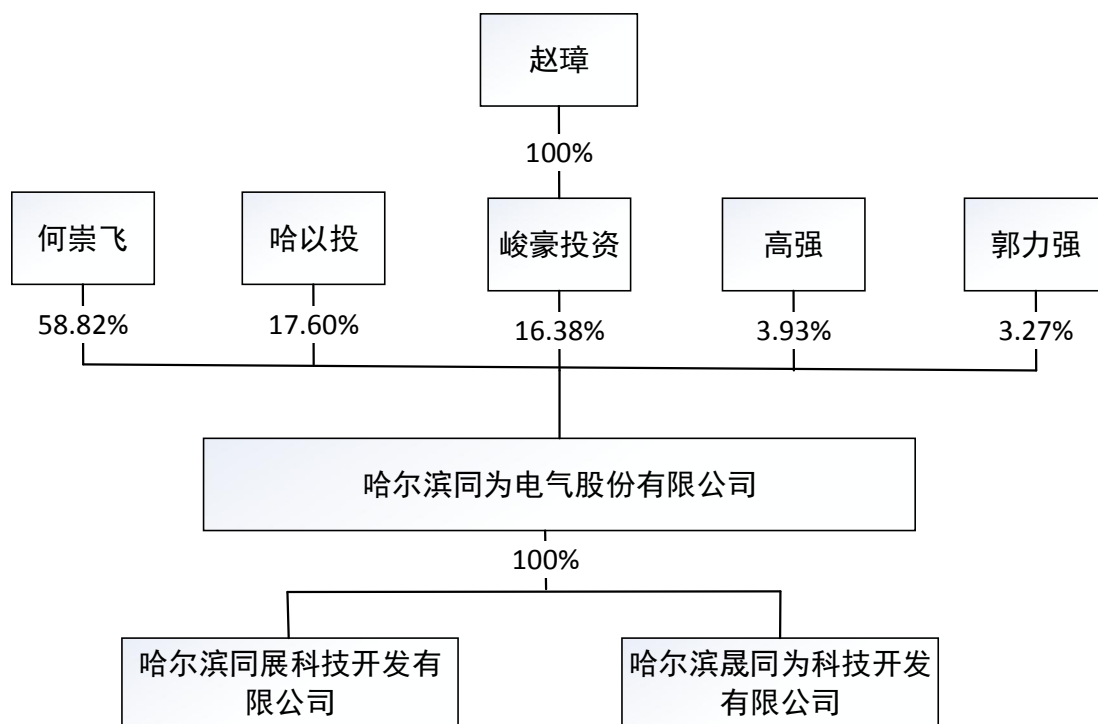 赵璋
100%
何崇飞
哈以投
峻豪投资
高强
郭力强
58.82%
17.60%
16.38%
3.93%
3.27%
哈尔滨同为电气股份有限公司
100%
哈尔滨同展科技开发有
限公司
哈尔滨晟同为科技开发
有限公司